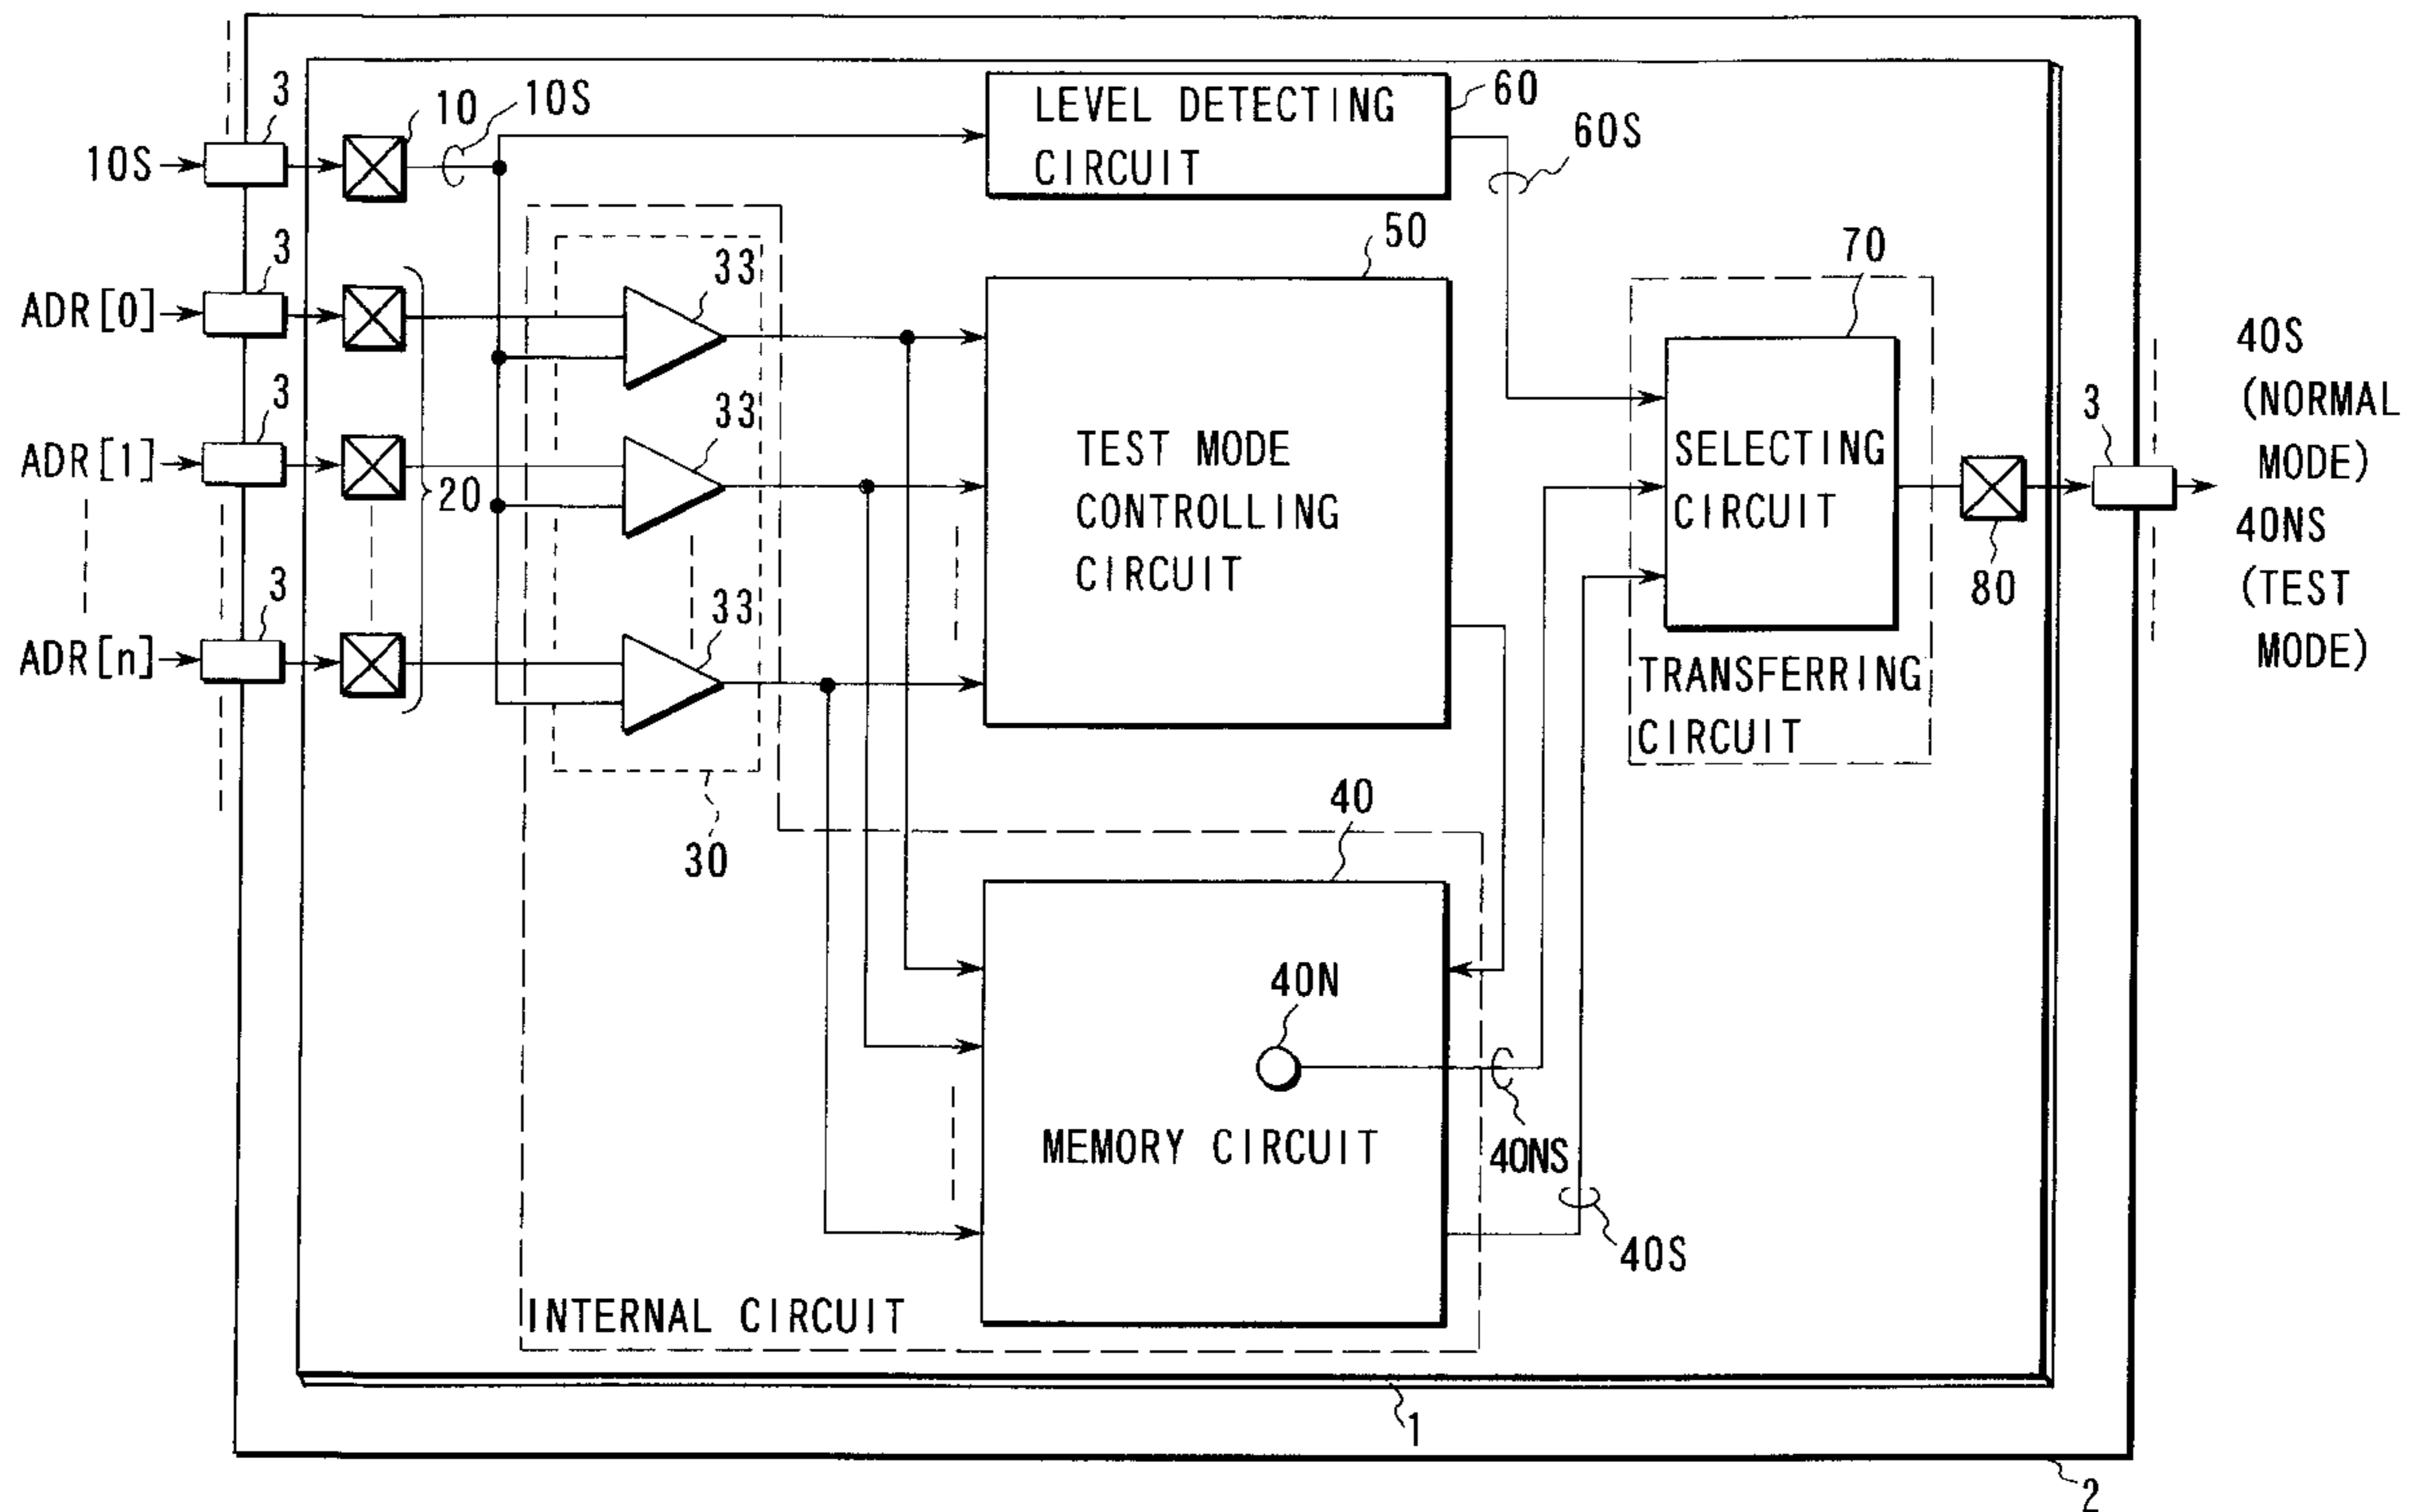 3
10
10S
LEVEL DETECTING
CIRCUIT
60
60S
10S
3
ADR[0]
33
50
70
3
ADR[1]
20
33
TEST MODE
CONTROLLING
CIRCUIT
SELECTING
CIRCUIT
3
80
40S
(NORMAL
MODE)
40NS
(TEST
MODE)
3
ADR[n]
33
TRANSFERRING
CIRCUIT
30
40
40N
MEMORY CIRCUIT
40NS
40S
INTERNAL CIRCUIT
1
2